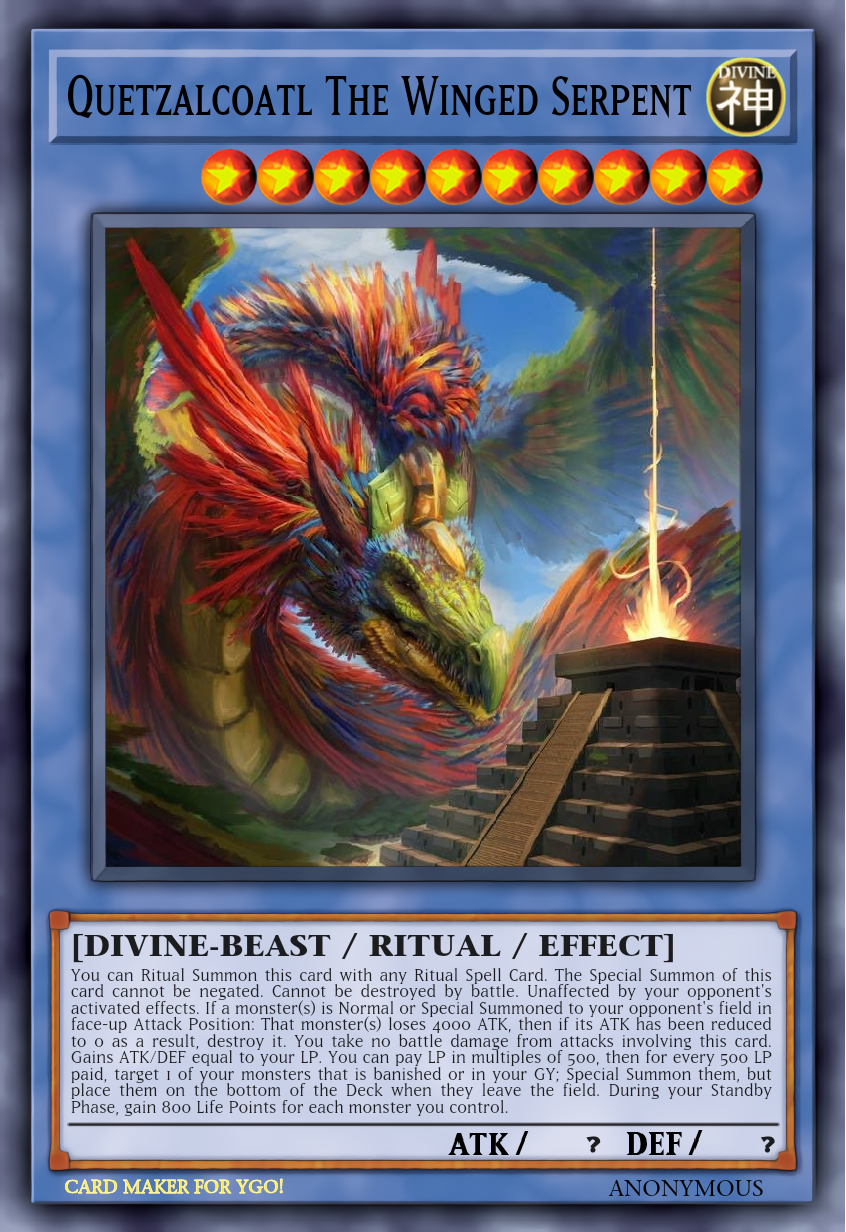 Quetzalcoatl The Winged Serpent
DIVINE
神
[DIVINE-BEAST / RITUAL / EFFECT]
You can Ritual Summon this card with any Ritual Spell Card. The Special Summon of this
card cannot be negated. Cannot be destroyed by battle. Unaffected by your opponent's
activated effects. If a monster(s) is Normal or Special Summoned to your opponent's field in
face-up Attack Position: That monster(s) loses 4000 ATK, then if its ATK has been reduced
to 0 as a result, destroy it. You take no battle damage from attacks involving this card.
Gains ATK/DEF equal to your LP. You can pay LP in multiples of 500, then for every 500 LP
paid, target 1 of your monsters that is banished or in your GY; Special Summon them, but
place them on the bottom of the Deck when they leave the field. During your Standby
Phase, gain 800 Life Points for each monster you control.
ATK/ ? DEF/ ?
CARD MAKER FOR YGO! ANONYMOUS